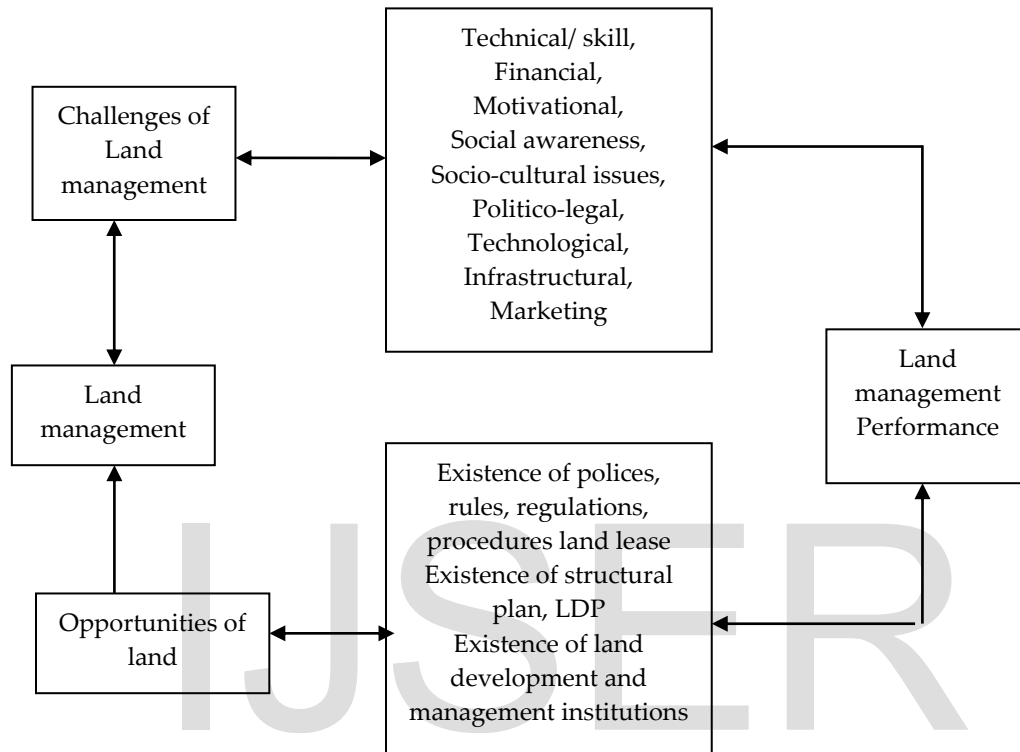 Technical/ skill,
Financial,
Motivational,
Social awareness,
Socio-cultural issues,
Politico-legal,
Technological,
Infrastructural,
Marketing
Challenges of
Land
management
Land
management
Land
management
Performance
Existence of polices,
rules, regulations,
procedures land lease
Existence of structural
plan, LDP
Existence of land
development and
management institutions
Opportunities of
land
IJSER